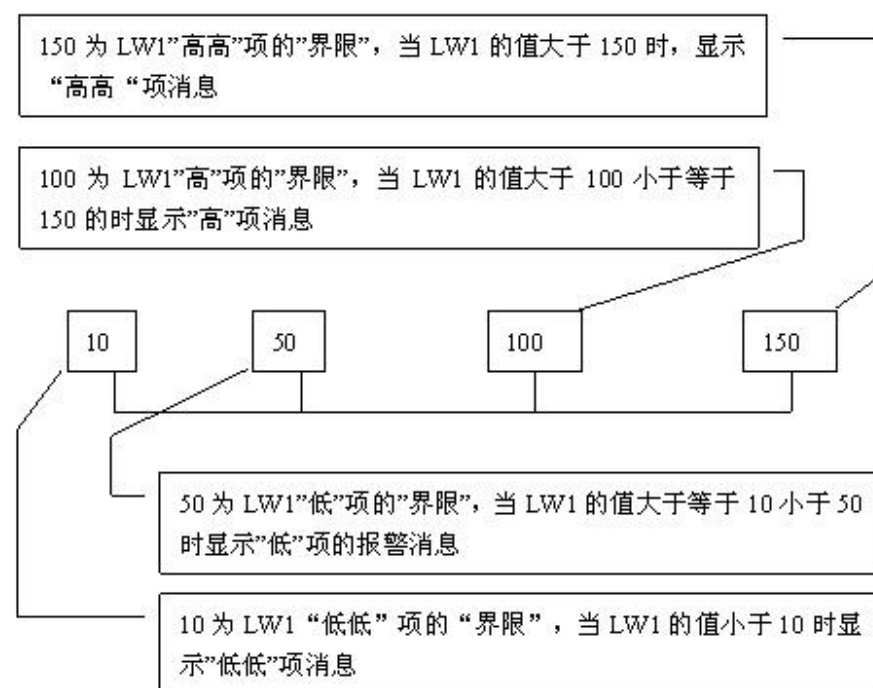 150 为 LW1”高高”项的”界限”，当 LW1 的值大于 150 时，显示
“高高 “项消息
100 为 LW1”高”项的”界限”，当 LW1 的值大于 100 小于等于
150 的时显示”高”项消息
10
50
100
150
50 为 LW1”低”项的”界限”，当 LW1 的值大于等于 10 小于 50
时显示”低”项的报警消息
10 为 LW1 “低低” 项的 “界限” ，当 LW1 的值小于 10 时显
示”低低”项消息